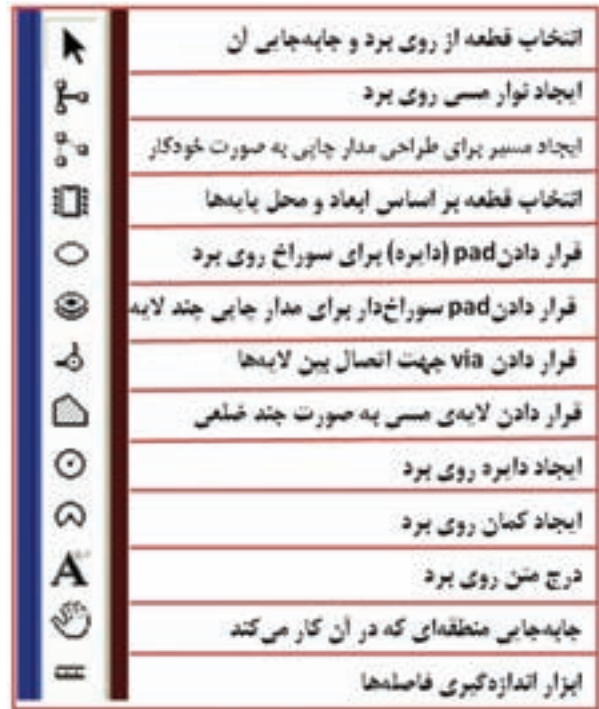 انتخاب قطعه از روی برد و جابه‌جایی آن
ایجاد نوار مسی روی برد
ایجاد مسیر برای طراحی مدار چاپی به صورت خودکار
انتخاب قطعه بر اساس ابعاد و محل پایه‌ها
قرار دادن pad (دایره) برای سوراخ روی برد
قرار دادن pad سوراخ‌دار برای مدار چاپی چند لایه
قرار دادن via جهت اتصال بین لایه‌ها
قرار دادن لایه‌ی مسی به صورت چند ضلعی
ایجاد دایره روی برد
ایجاد کمان روی برد
A درج متن روی برد
جابه‌جایی منطقه‌ای که در آن کار می‌کند
ابزار اندازه‌گیری فاصله‌ها